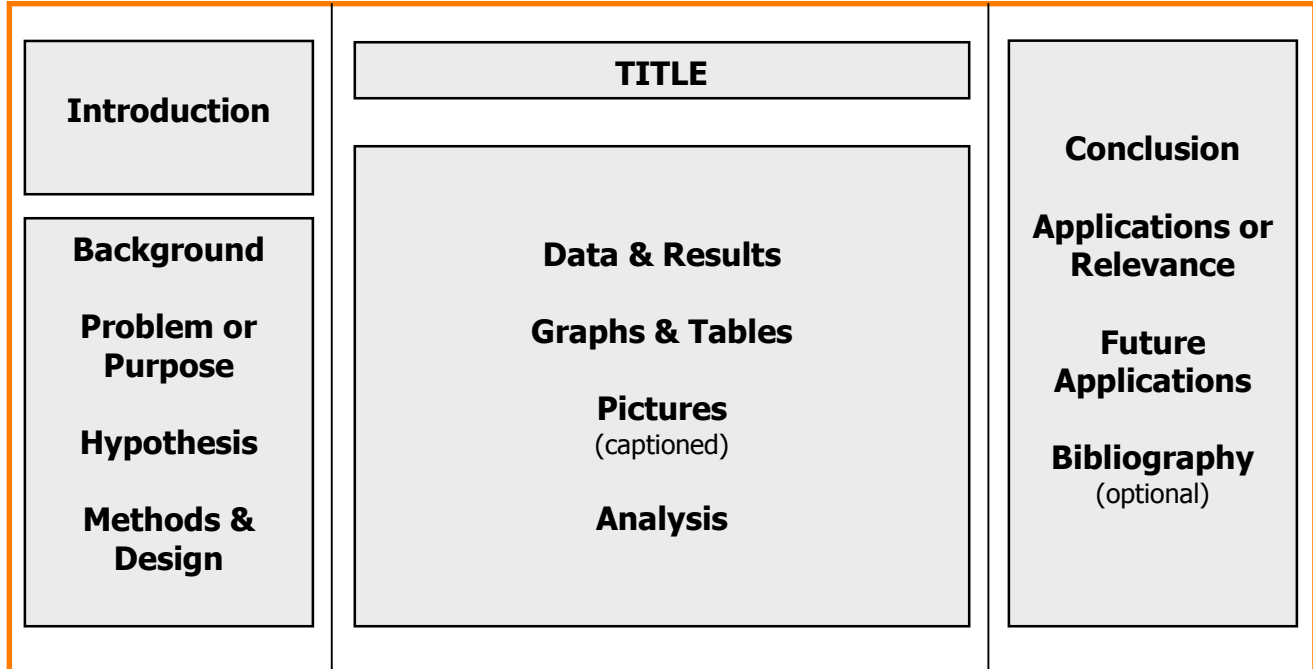 Introduction
Background
Problem or
Purpose
Hypothesis
Methods &
Design
TITLE
Data & Results
Graphs & Tables
Pictures
(captioned)
Analysis
Conclusion
Applications or
Relevance
Future
Applications
Bibliography
(optional)